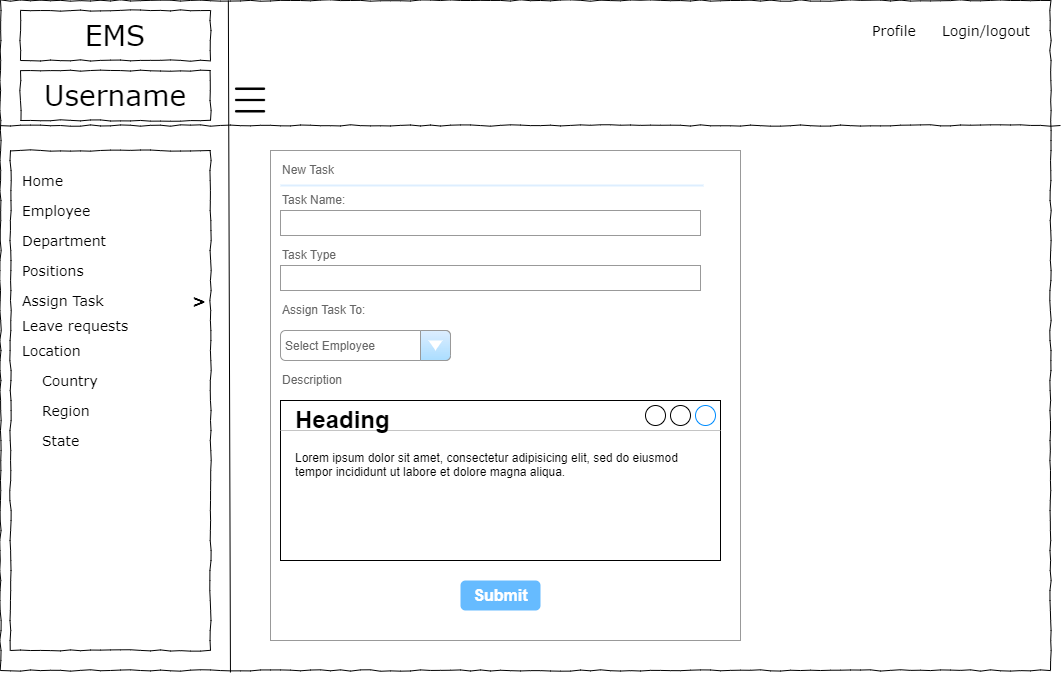 EMS
Username
Profile
Login/logout
Home
Employee
Department
Positions
Assign Task
>
Leave requests
Location
Country
Region
State
New Task
Task Name:
Task Type
Assign Task To:
Select Employee
Description
Heading
Lorem ipsum dolor sit amet, consectetur adipisicing elit, sed do eiusmod
tempor incididunt ut labore et dolore magna aliqua.
Submit